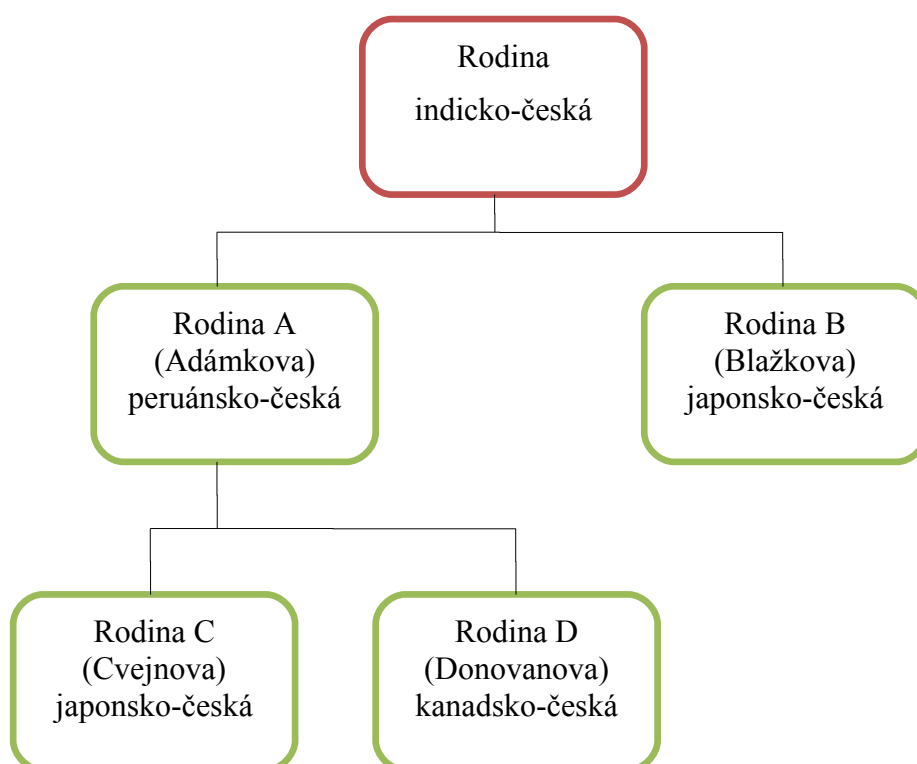 Rodina
indicko-česká
Rodina A
(Adámkova)
peruánsko-česká
Rodina B
(Blažkova)
japonsko-česká
Rodina C
(Cvejnova)
japonsko-česká
Rodina D
(Donovanova)
kanadsko-česká